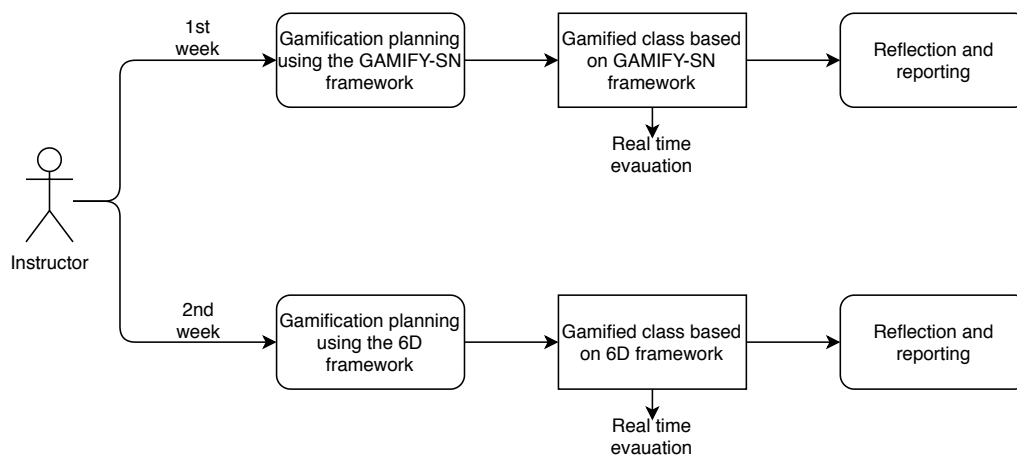 1st
week
Gamification planning
using the GAMIFY-SN
framework
Gamified class based
on GAMIFY-SN
framework
Reflection and
reporting
Real time
evauation
Instructor
2nd
week
Gamification planning
using the 6D
framework
Gamified class based
on 6D framework
Reflection and
reporting
Real time
evauation